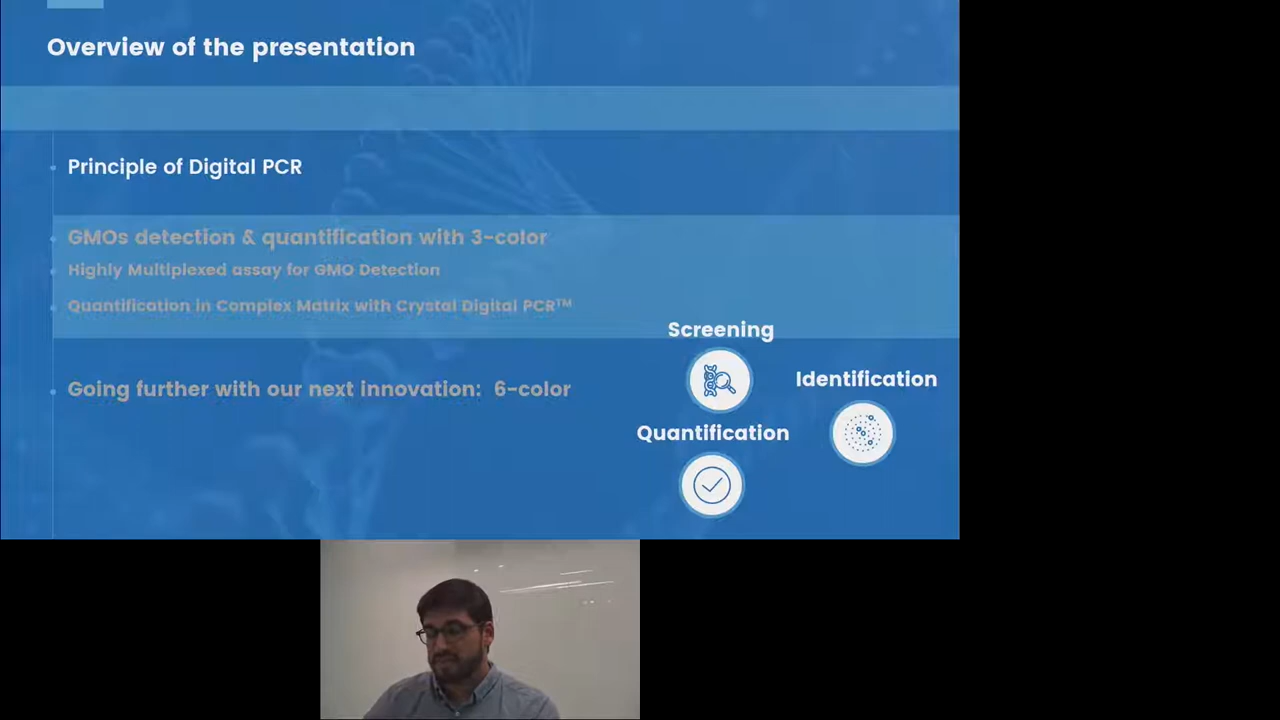 Overview of the presentation
Principle of Digital PCR
GMOs detection & quantification with 3-color
Highly Multiplexed assay for GMO Detection
Quantification in Complex Matrix with Crystal Digital PCR™
Going further with our next innovation: 6-color
Screening
Identification
Quantification